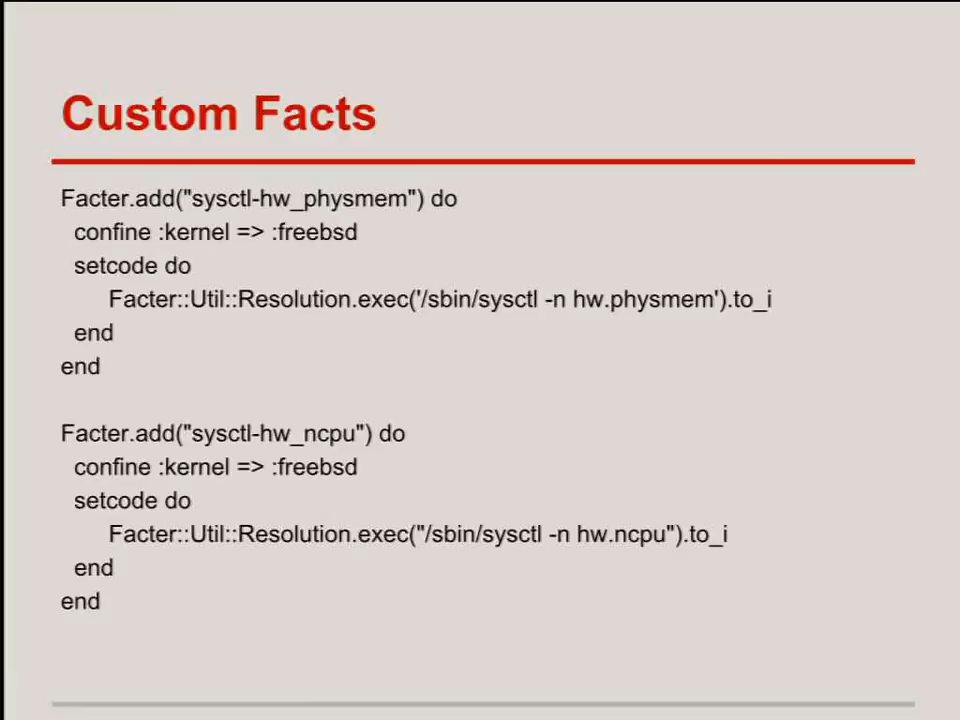 Custom Facts
Facter.add("sysctl-hw_physmem") do
confine :kernel => :freebsd
setcode do
Facter::Util::Resolution.exec('/sbin/sysctl -n hw.physmem').to_i
end
end
Facter.add("sysctl-hw_ncpu") do
confine :kernel => :freebsd
setcode do
Facter::Util::Resolution.exec("/sbin/sysctl -n hw.ncpu").to_i
end
end